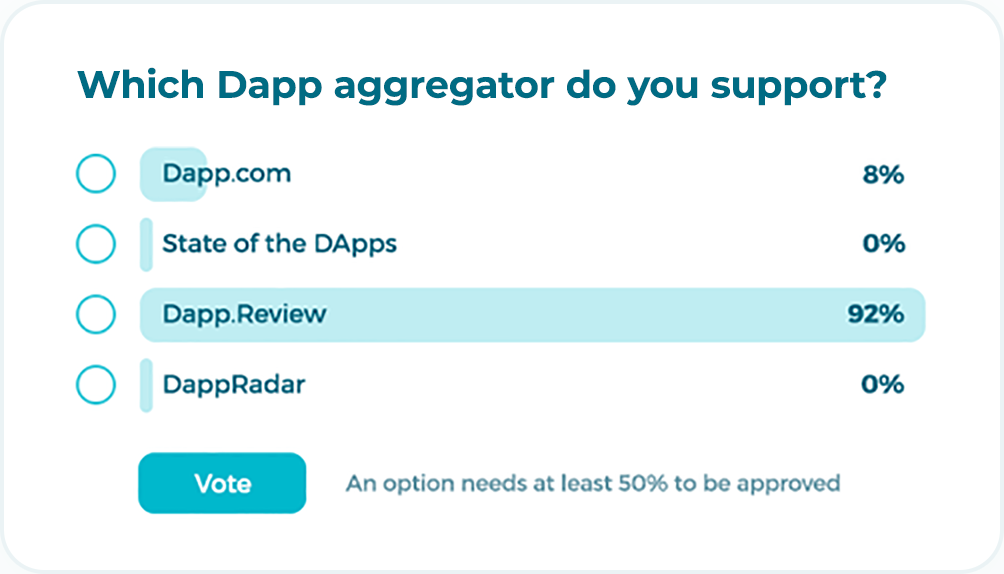 Which Dapp aggregator do you support?
Dapp.com 8%
State of the DApps 0%
Dapp.Review 92%
DappRadar 0%
Vote An option needs at least 50% to be approved